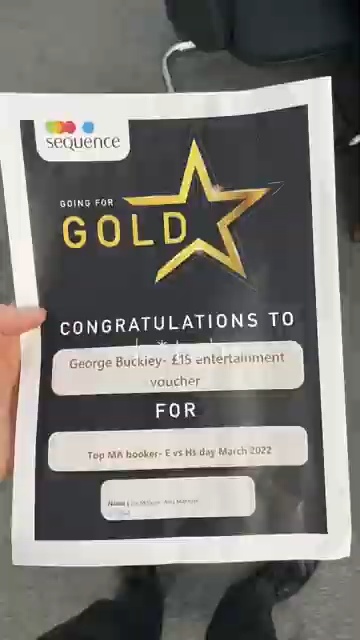 sequence
GOING FOR
GOLD
CONGRATULATIONS TO
George Buckley- £15 entertainment
voucher
FOR
Top MA booker- E vs Hs day March 2022